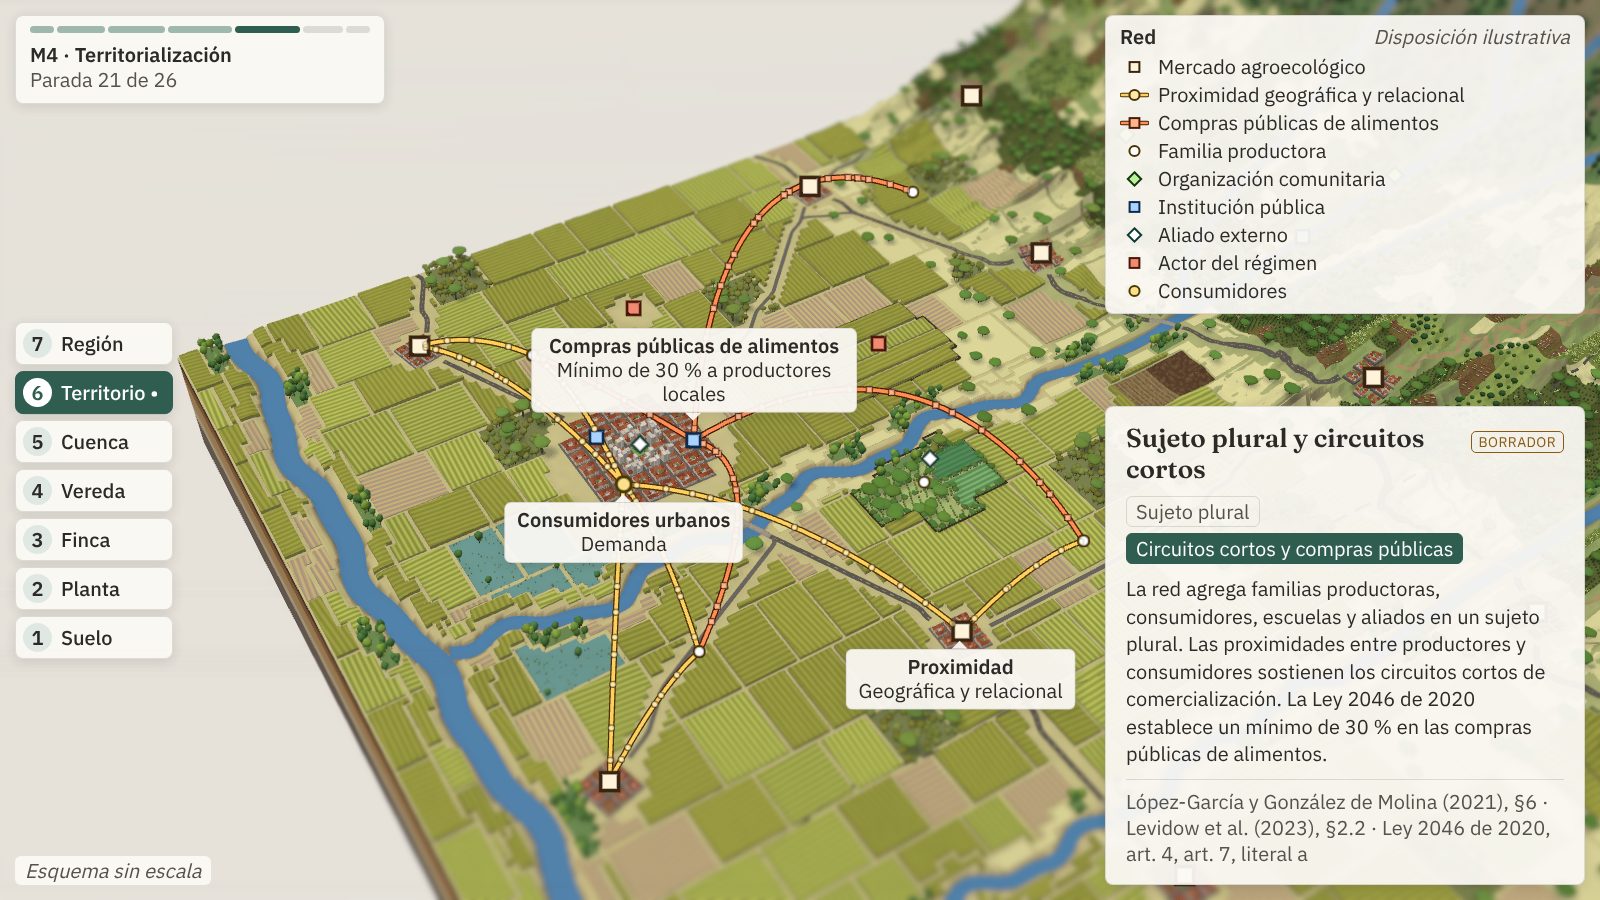 M4 · Territorialización
Parada 21 de 26
Red
Disposición ilustrativa
Mercado agroecológico
Proximidad geográfica y relacional
Compras públicas de alimentos
Familia productora
Organización comunitaria
Institución pública
Aliado externo
Actor del régimen
Consumidores
7 Región
6 Territorio •
5 Cuenca
4 Vereda
3 Finca
2 Planta
1 Suelo
Compras públicas de alimentos
Mínimo de 30 % a productores
locales
Consumidores urbanos
Demanda
Proximidad
Geográfica y relacional
Sujeto plural y circuitos
cortos
BORRADOR
Sujeto plural
Circuitos cortos y compras públicas
La red agrega familias productoras,
consumidores, escuelas y aliados en un sujeto
plural. Las proximidades entre productores y
consumidores sostienen los circuitos cortos de
comercialización. La Ley 2046 de 2020
establece un mínimo de 30 % en las compras
públicas de alimentos.
López-García y González de Molina (2021), §6 ·
Levidow et al. (2023), §2.2 · Ley 2046 de 2020,
art. 4, art. 7, literal a
Esquema sin escala